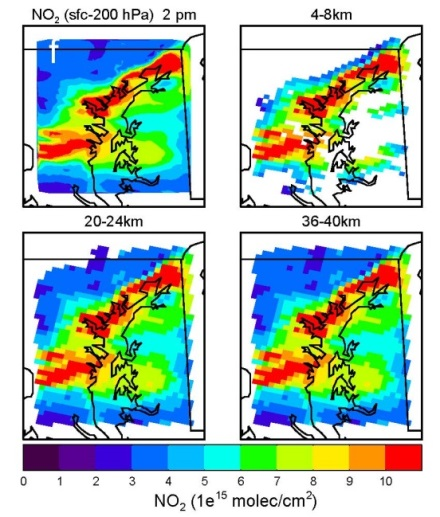 NO₂ (sfc-200 hPa) 2 pm
4-8km
f
20-24km
36-40km
0 1 2 3 4 5 6 7 8 9 10
NO₂ (1e¹⁵ molec/cm²)